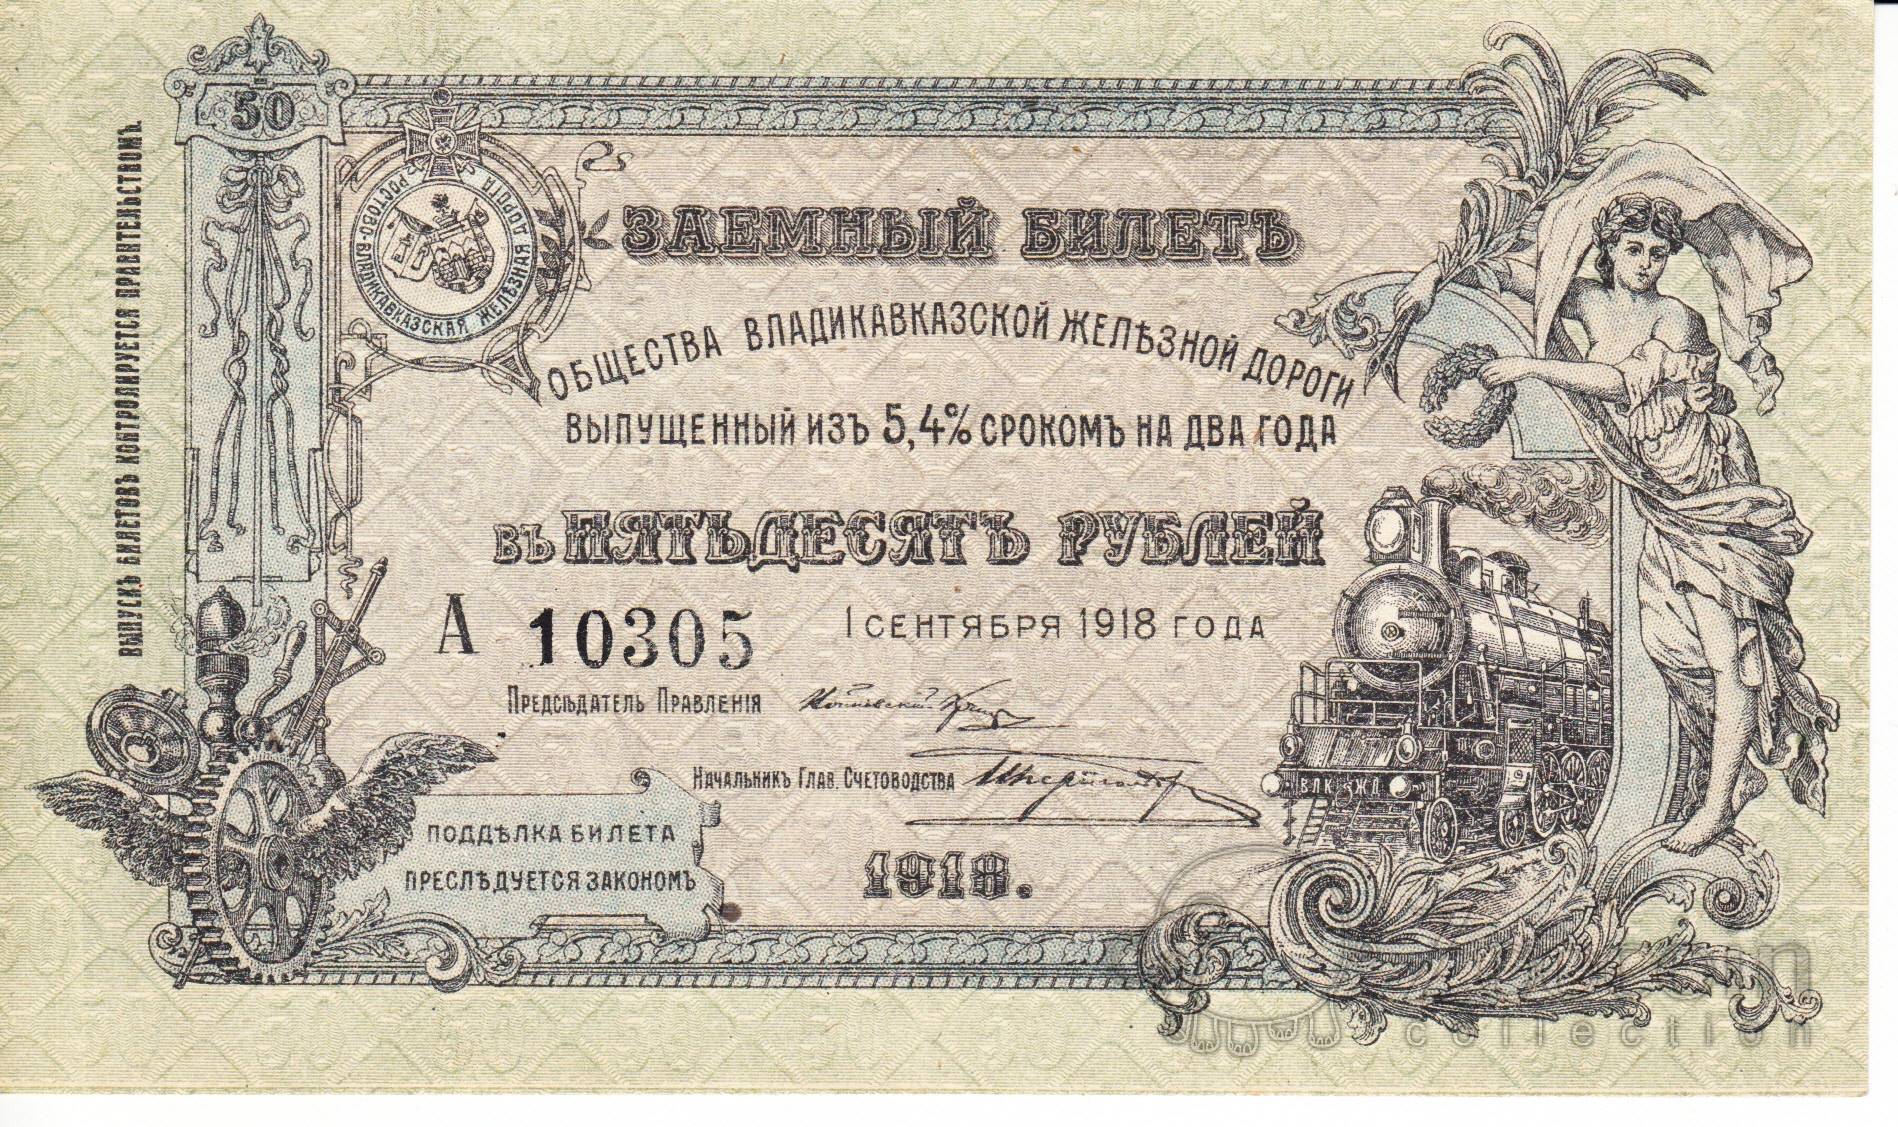 50
ВЫПУСКЪ БИЛЕТОВЪ КОНТРОЛИРУЕТСЯ ПРАВИТЕЛЬСТВОМЪ.
РОСТОВО-ВЛАДИКАВКАЗСКАЯ ЖЕЛѢЗНАЯ ДОРОГА
ЗАЕМНЫЙ БИЛЕТЪ
ОБЩЕСТВА ВЛАДИКАВКАЗСКОЙ ЖЕЛѢЗНОЙ ДОРОГИ
ВЫПУЩЕННЫЙ ИЗЪ 5,4% СРОКОМЪ НА ДВА ГОДА
ВЪ ПЯТЬДЕСЯТЪ РУБЛЕЙ
А 10305
1 СЕНТЯБРЯ 1918 ГОДА
ПРЕДСѢДАТЕЛЬ ПРАВЛЕНІЯ
НАЧАЛЬНИКЪ ГЛАВ. СЧЕТОВОДСТВА
ВЛК ЖД
ПОДДѢЛКА БИЛЕТА
ПРЕСЛѢДУЕТСЯ ЗАКОНОМЪ
1918.
collection